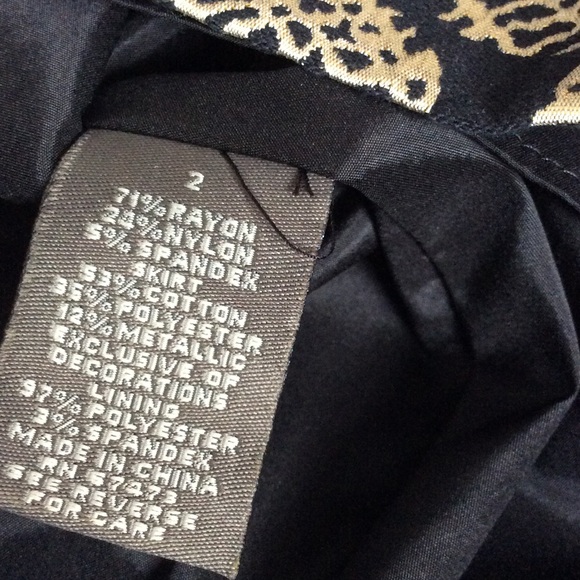 2
71% RAYON
24% NYLON
5% SPANDEX
SKIRT
53% COTTON
35% POLYESTER
12% METALLIC
EXCLUSIVE OF
DECORATIONS
LINING
97% POLYESTER
3% SPANDEX
MADE IN CHINA
RN 57473
SEE REVERSE
FOR CARE